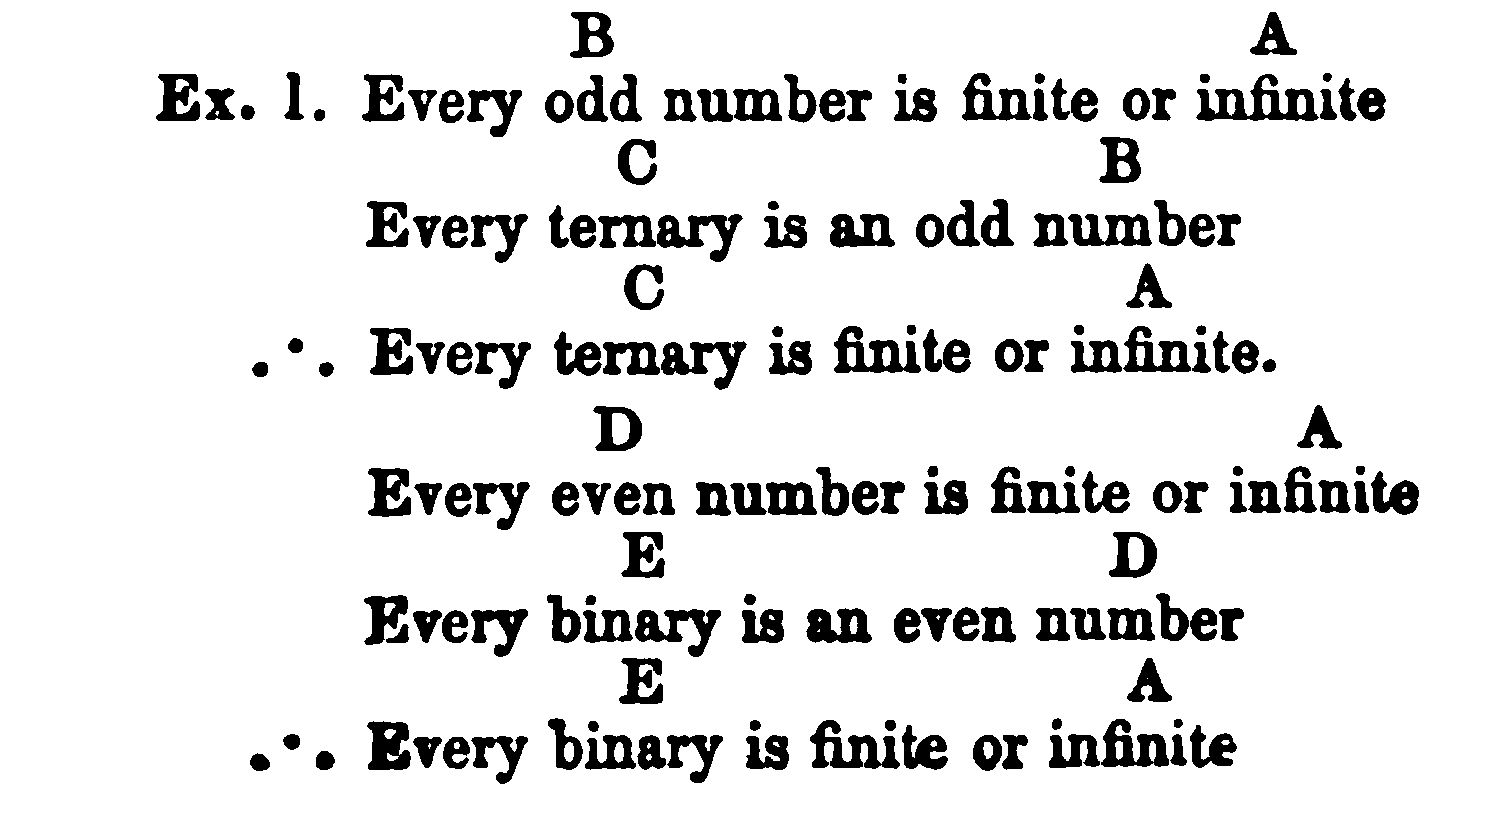 B A
Ex. 1. Every odd number is finite or infinite
C B
Every ternary is an odd number
C A
.·. Every ternary is finite or infinite.
D A
Every even number is finite or infinite
E D
Every binary is an even number
E A
.·. Every binary is finite or infinite